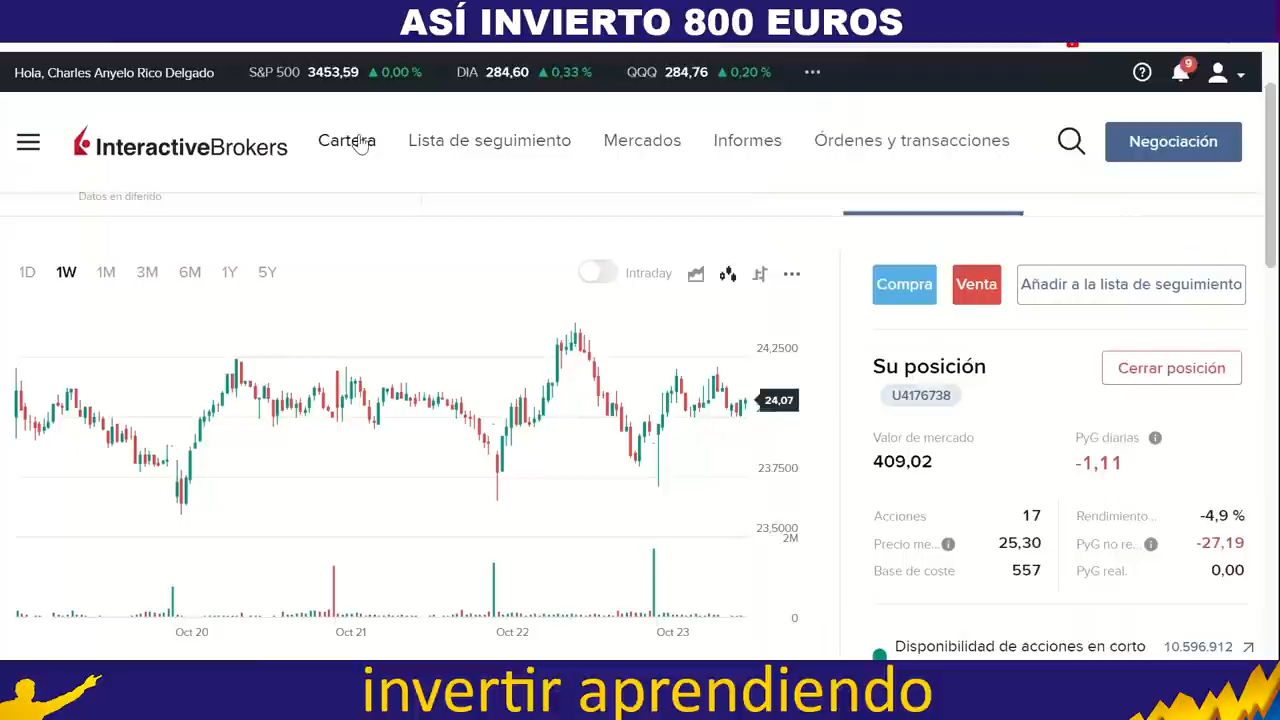 ASÍ INVIERTO 800 EUROS
Hola, Charles Anyelo Rico Delgado S&P 500 3453,59 ▲ 0,00 % DIA 284,60 ▲ 0,33 % QQQ 284,76 ▲ 0,20 % ••• 9
InteractiveBrokers Cartera Lista de seguimiento Mercados Informes Órdenes y transacciones Negociación
Datos en diferido
1D 1W 1M 3M 6M 1Y 5Y Intraday
Compra Venta Añadir a la lista de seguimiento
24,2500
24,07
23,7500
23,5000
2M
0
Oct 20 Oct 21 Oct 22 Oct 23
Su posición Cerrar posición
U4176738
Valor de mercado PyG diarias
409,02 -1,11
Acciones 17 Rendimiento... -4,9 %
Precio me... 25,30 PyG no re... -27,19
Base de coste 557 PyG real. 0,00
Disponibilidad de acciones en corto 10.596.912
invertir aprendiendo